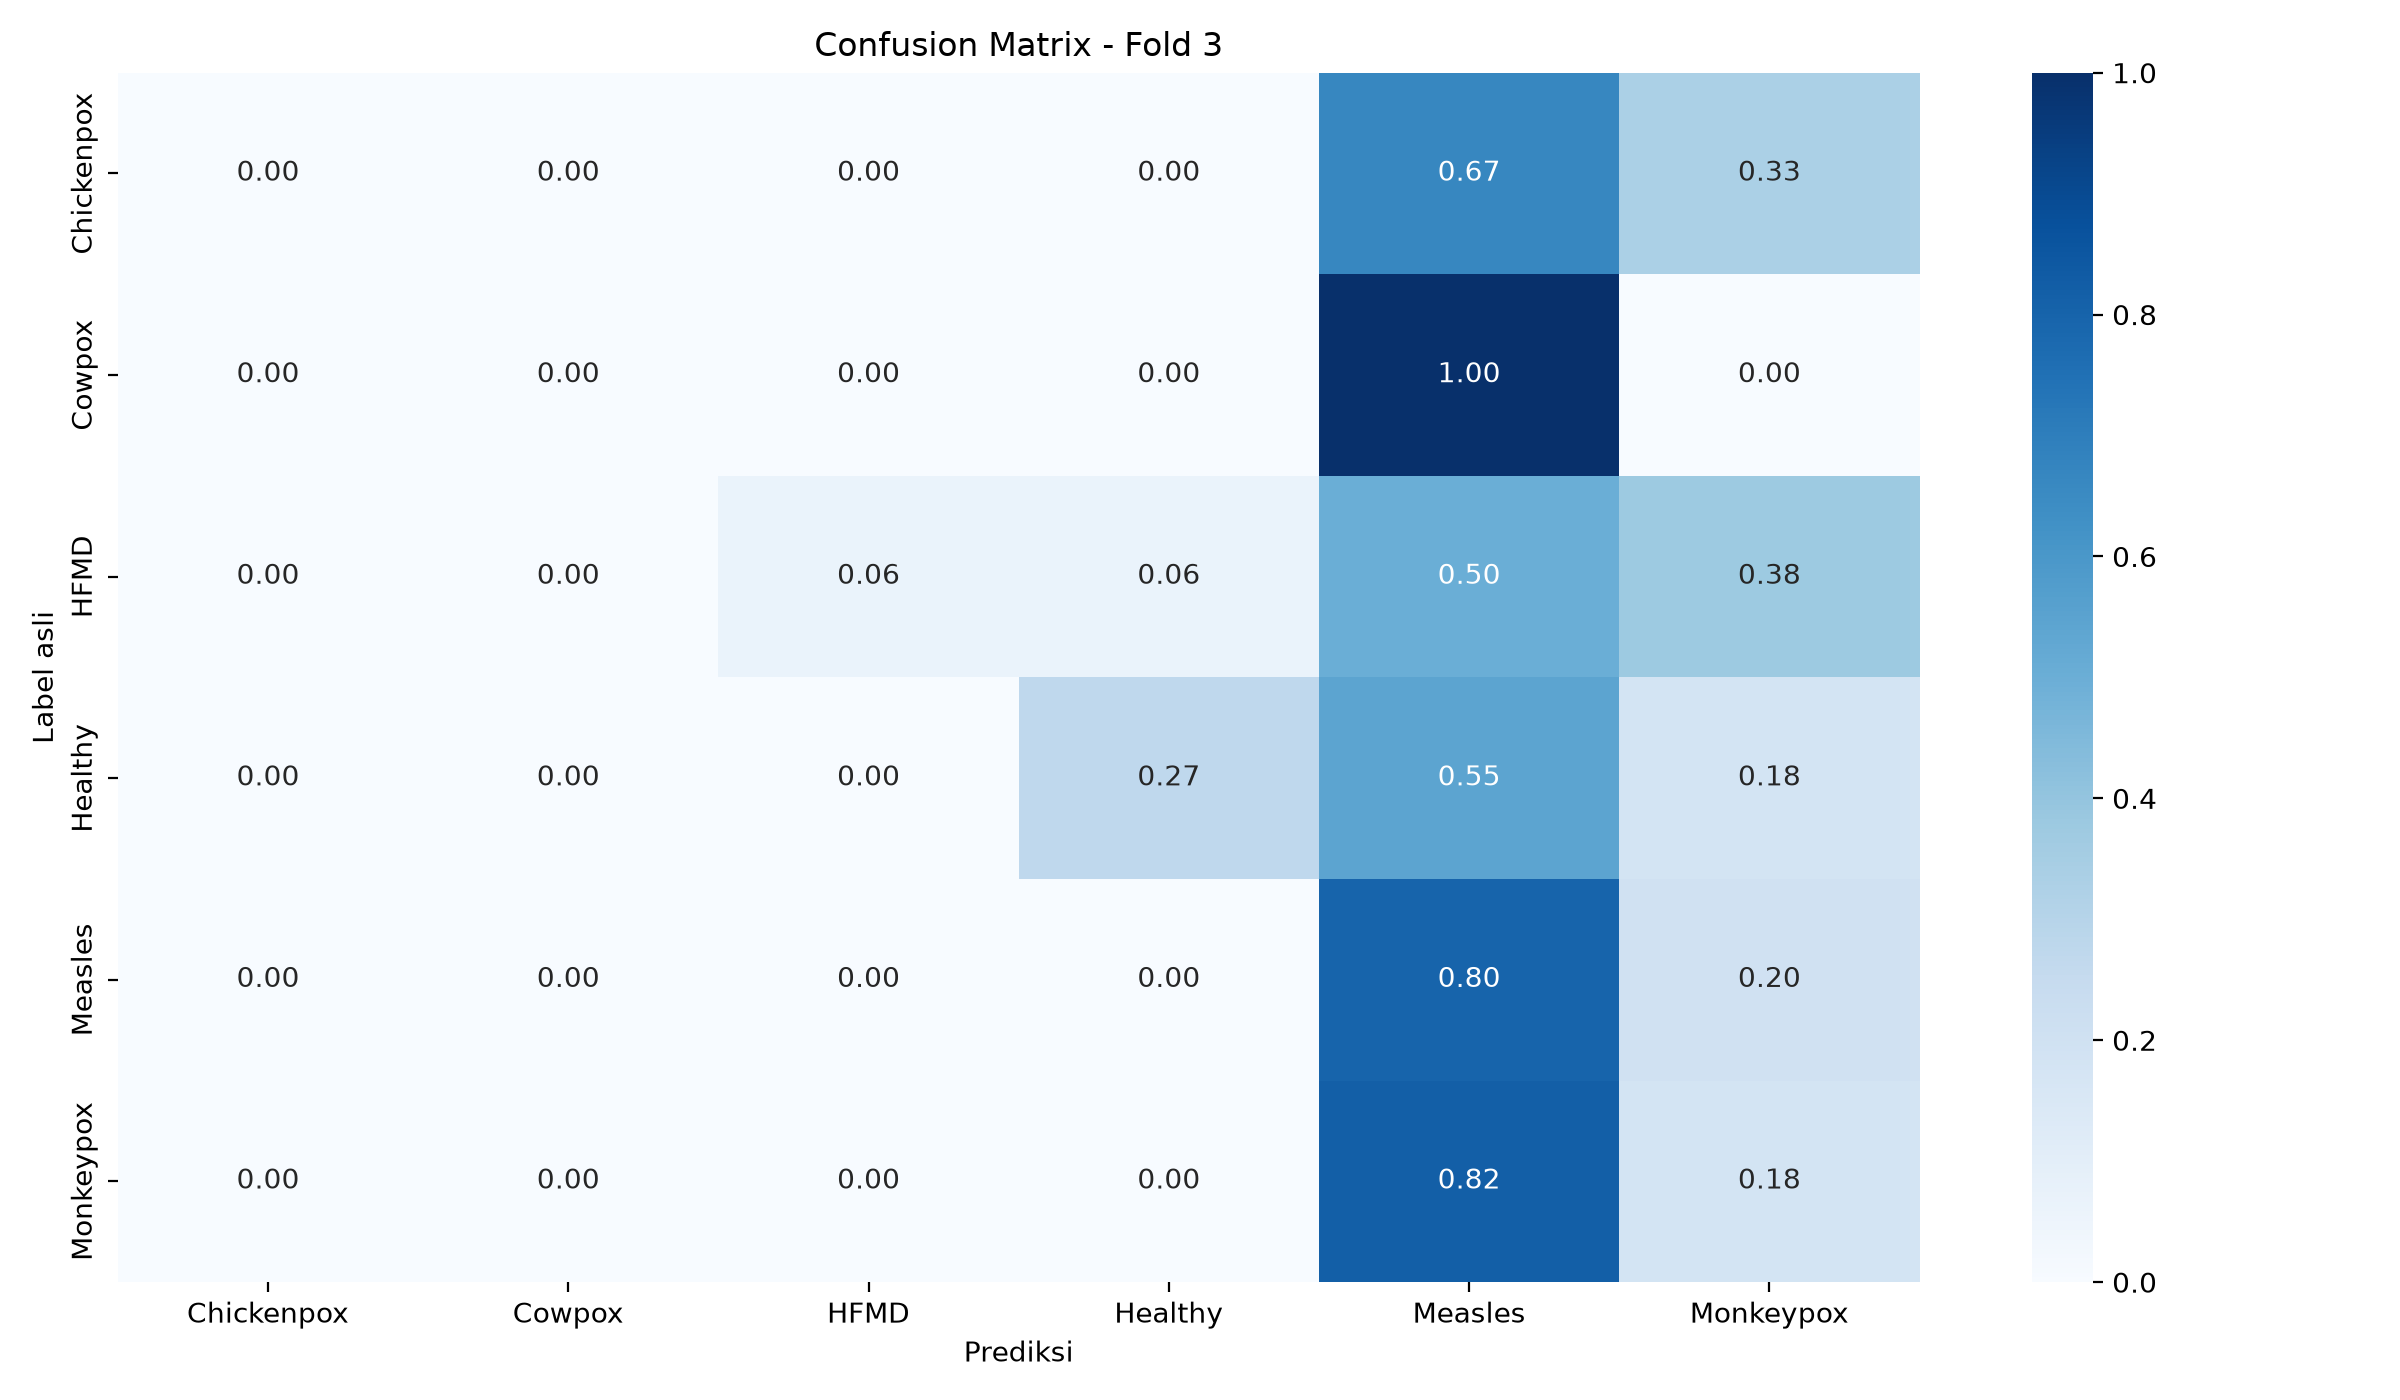 Confusion Matrix - Fold 3
Label asli
Chickenpox 0.00 0.00 0.00 0.00 0.67 0.33
Cowpox 0.00 0.00 0.00 0.00 1.00 0.00
HFMD 0.00 0.00 0.06 0.06 0.50 0.38
Healthy 0.00 0.00 0.00 0.27 0.55 0.18
Measles 0.00 0.00 0.00 0.00 0.80 0.20
Monkeypox 0.00 0.00 0.00 0.00 0.82 0.18
Chickenpox Cowpox HFMD Healthy Measles Monkeypox
Prediksi
1.0
0.8
0.6
0.4
0.2
0.0